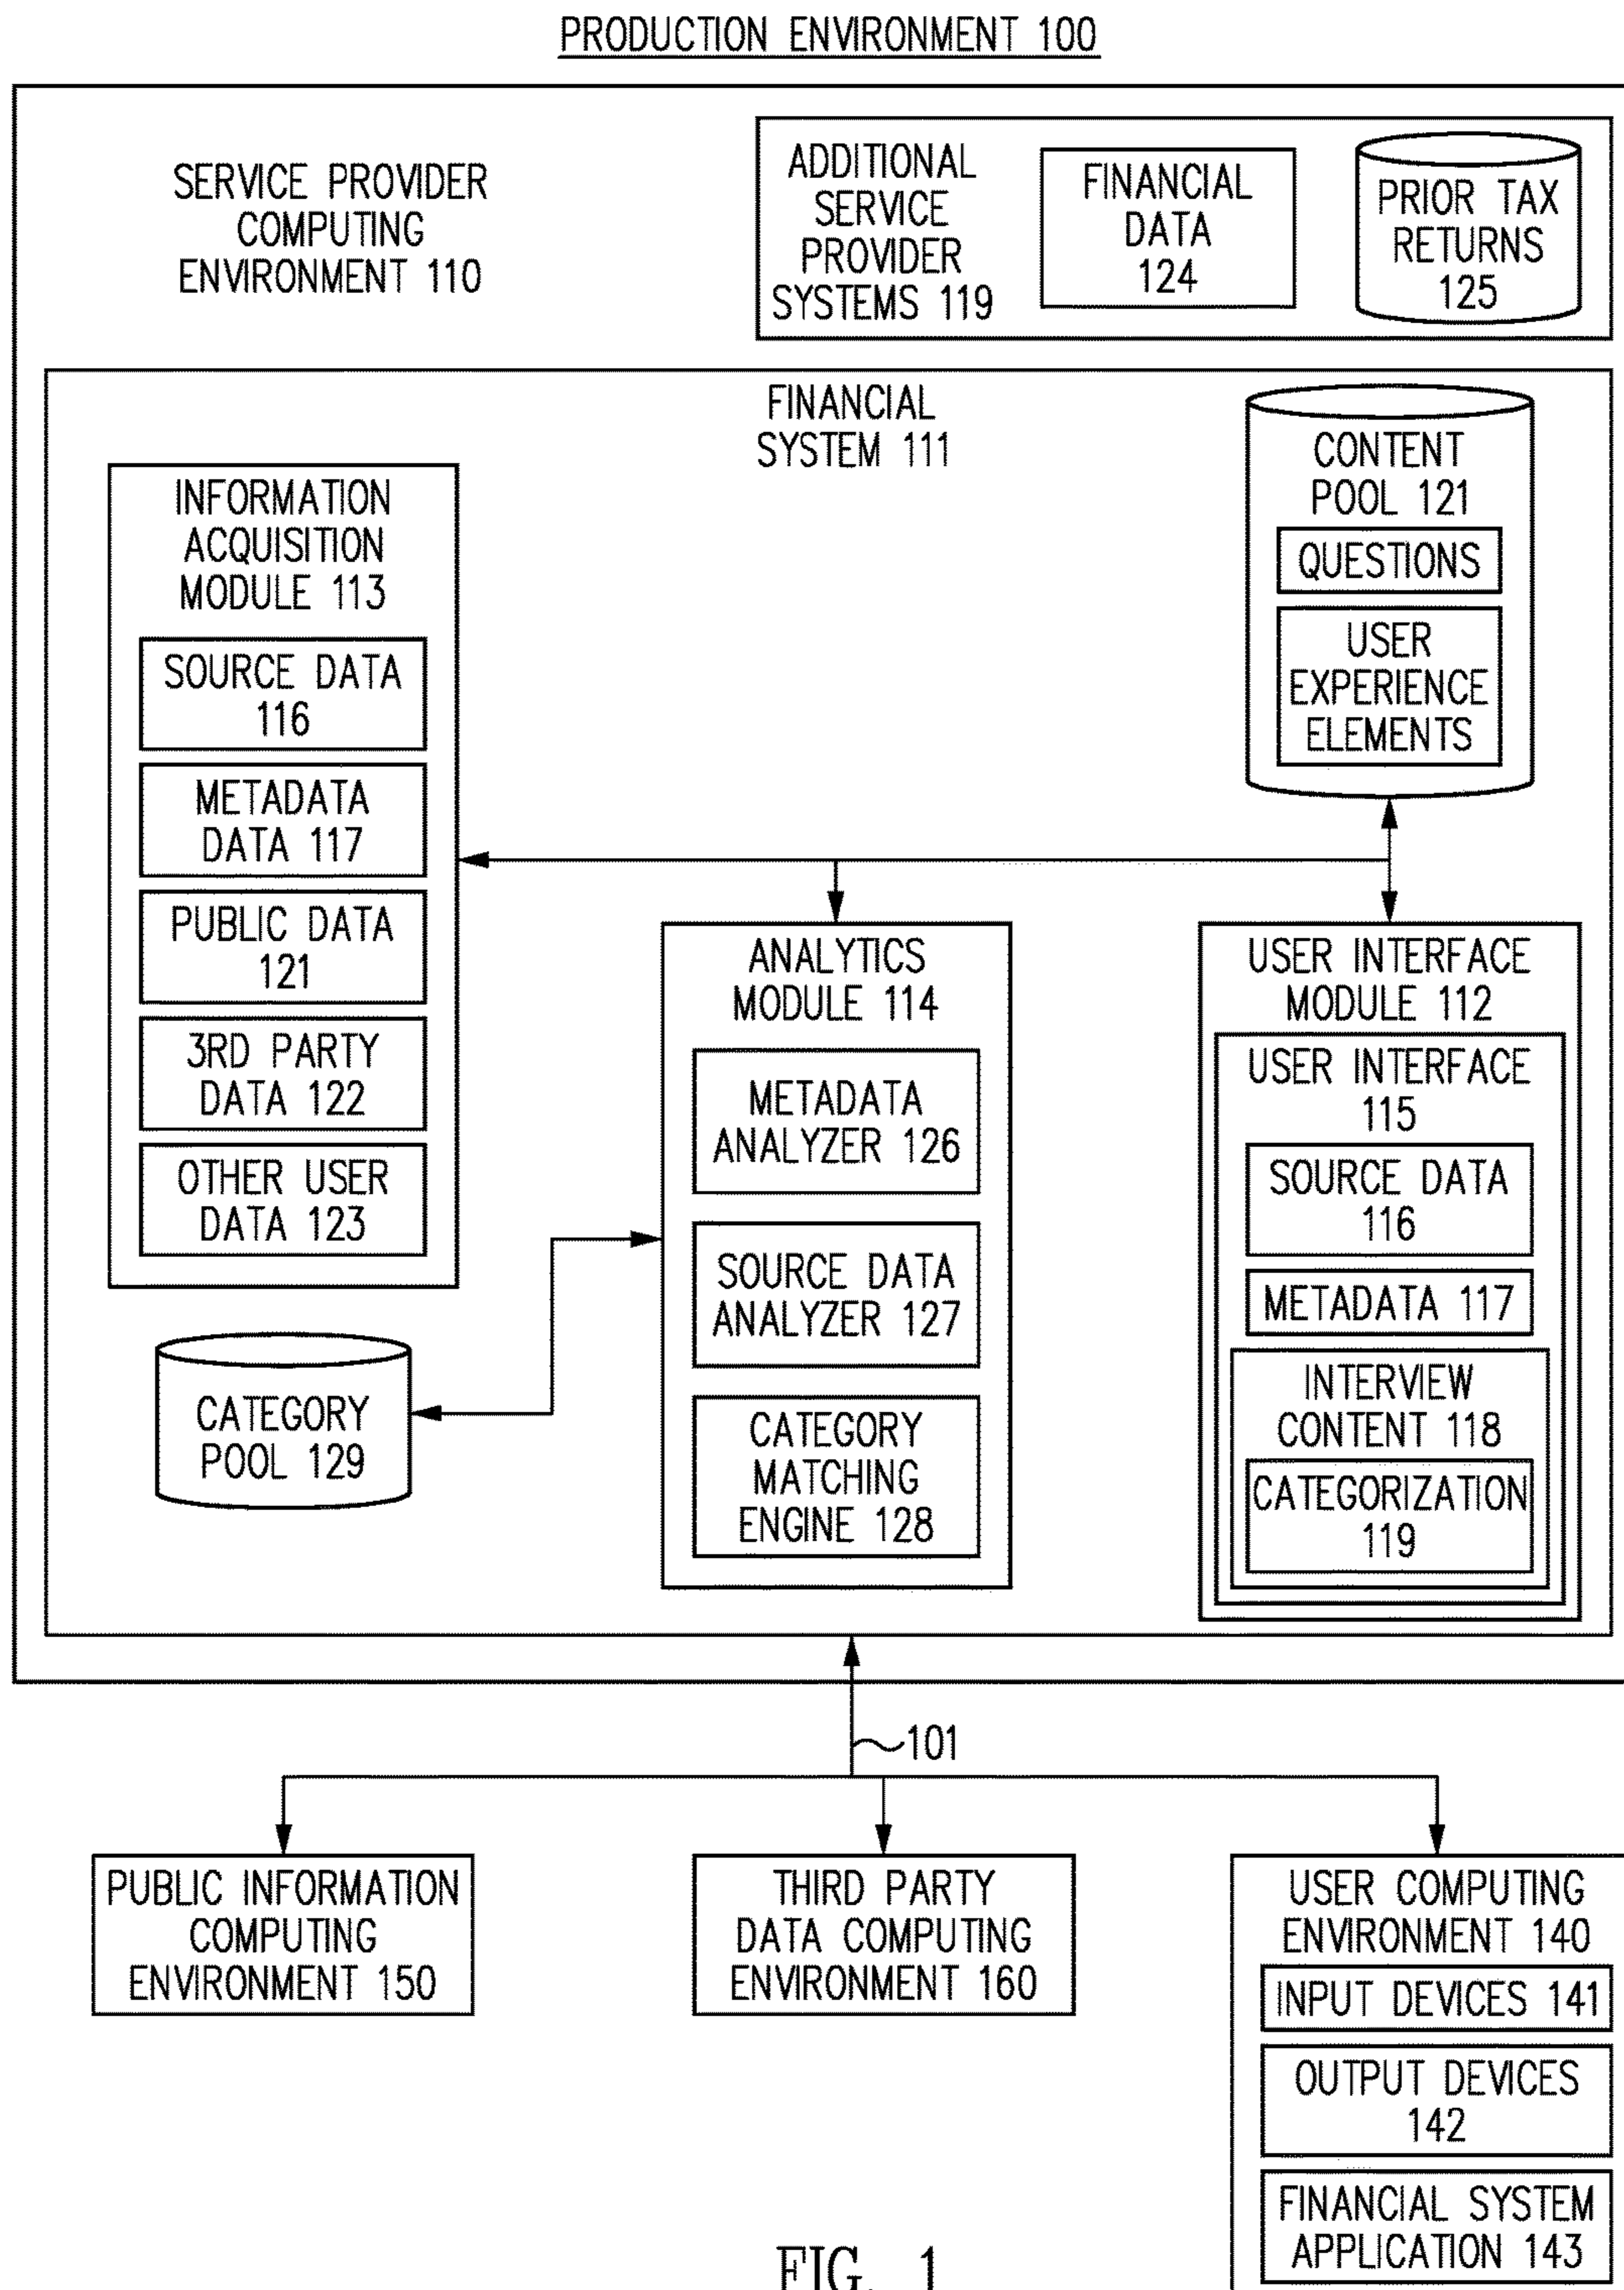 PRODUCTION ENVIRONMENT 100
SERVICE PROVIDER
COMPUTING
ENVIRONMENT 110
ADDITIONAL
SERVICE
PROVIDER
SYSTEMS 119
FINANCIAL
DATA
124
PRIOR TAX
RETURNS
125
FINANCIAL
SYSTEM 111
INFORMATION
ACQUISITION
MODULE 113
SOURCE DATA
116
METADATA
DATA 117
PUBLIC DATA
121
3RD PARTY
DATA 122
OTHER USER
DATA 123
CATEGORY
POOL 129
ANALYTICS
MODULE 114
METADATA
ANALYZER 126
SOURCE DATA
ANALYZER 127
CATEGORY
MATCHING
ENGINE 128
CONTENT
POOL 121
QUESTIONS
USER
EXPERIENCE
ELEMENTS
USER INTERFACE
MODULE 112
USER INTERFACE
115
SOURCE DATA
116
METADATA 117
INTERVIEW
CONTENT 118
CATEGORIZATION
119
101
PUBLIC INFORMATION
COMPUTING
ENVIRONMENT 150
THIRD PARTY
DATA COMPUTING
ENVIRONMENT 160
USER COMPUTING
ENVIRONMENT 140
INPUT DEVICES 141
OUTPUT DEVICES
142
FINANCIAL SYSTEM
APPLICATION 143
FIG. 1